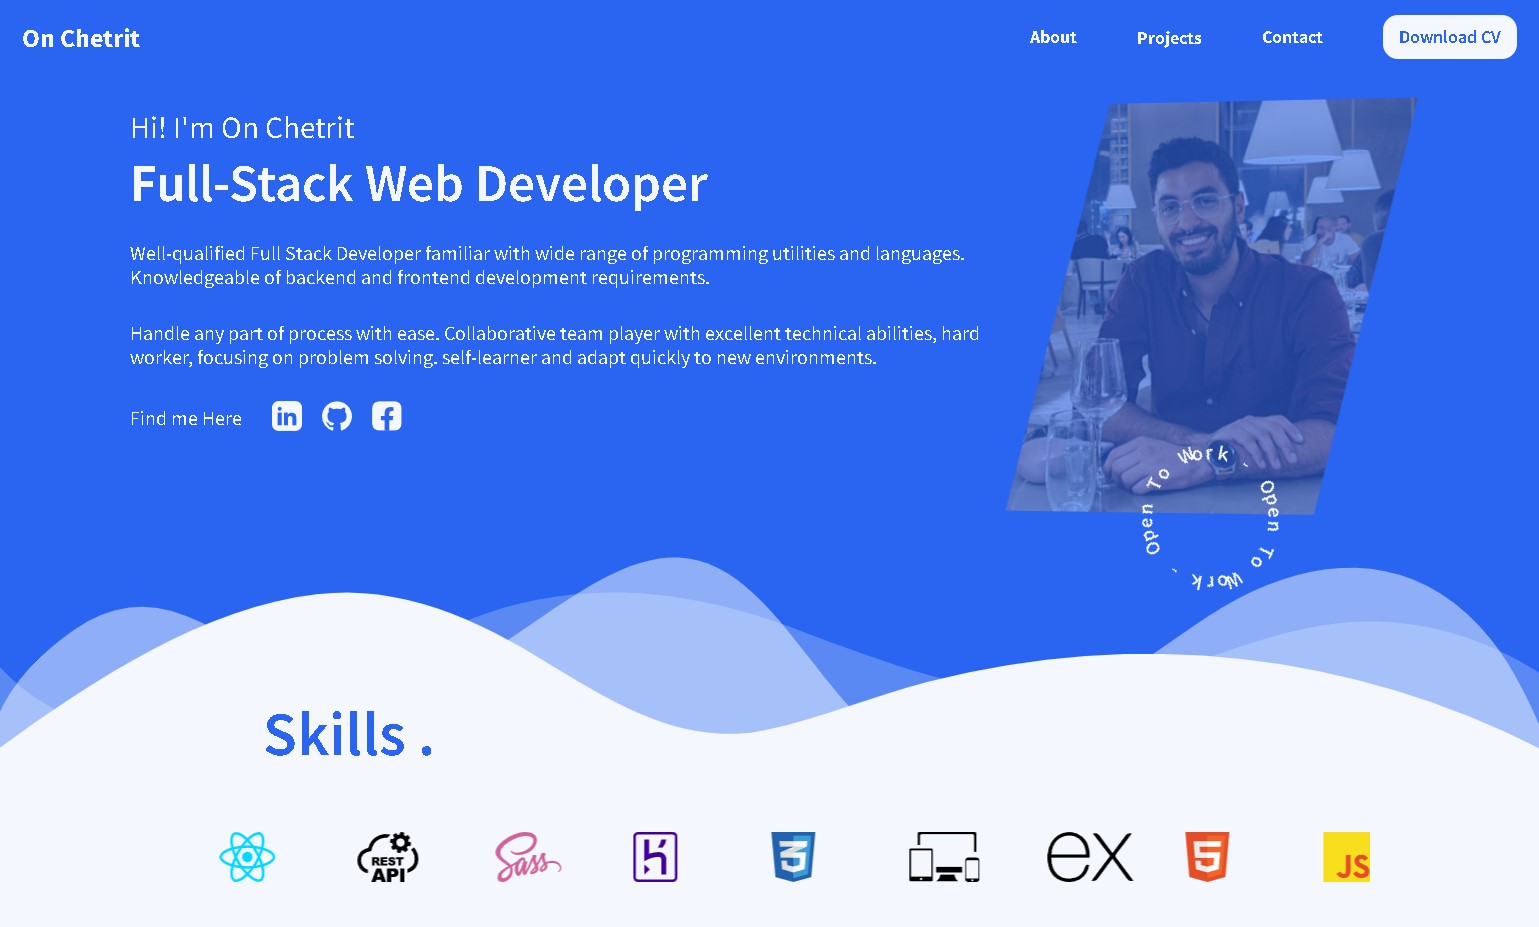 On Chetrit
About
Projects
Contact
Download CV
Hi! I'm On Chetrit
Full-Stack Web Developer
Well-qualified Full Stack Developer familiar with wide range of programming utilities and languages.
Knowledgeable of backend and frontend development requirements.
Handle any part of process with ease. Collaborative team player with excellent technical abilities, hard
worker, focusing on problem solving. self-learner and adapt quickly to new environments.
Find me Here
in
Open To Work - Open To Work -
Skills .
REST
API
Sass
3
ex
5
JS